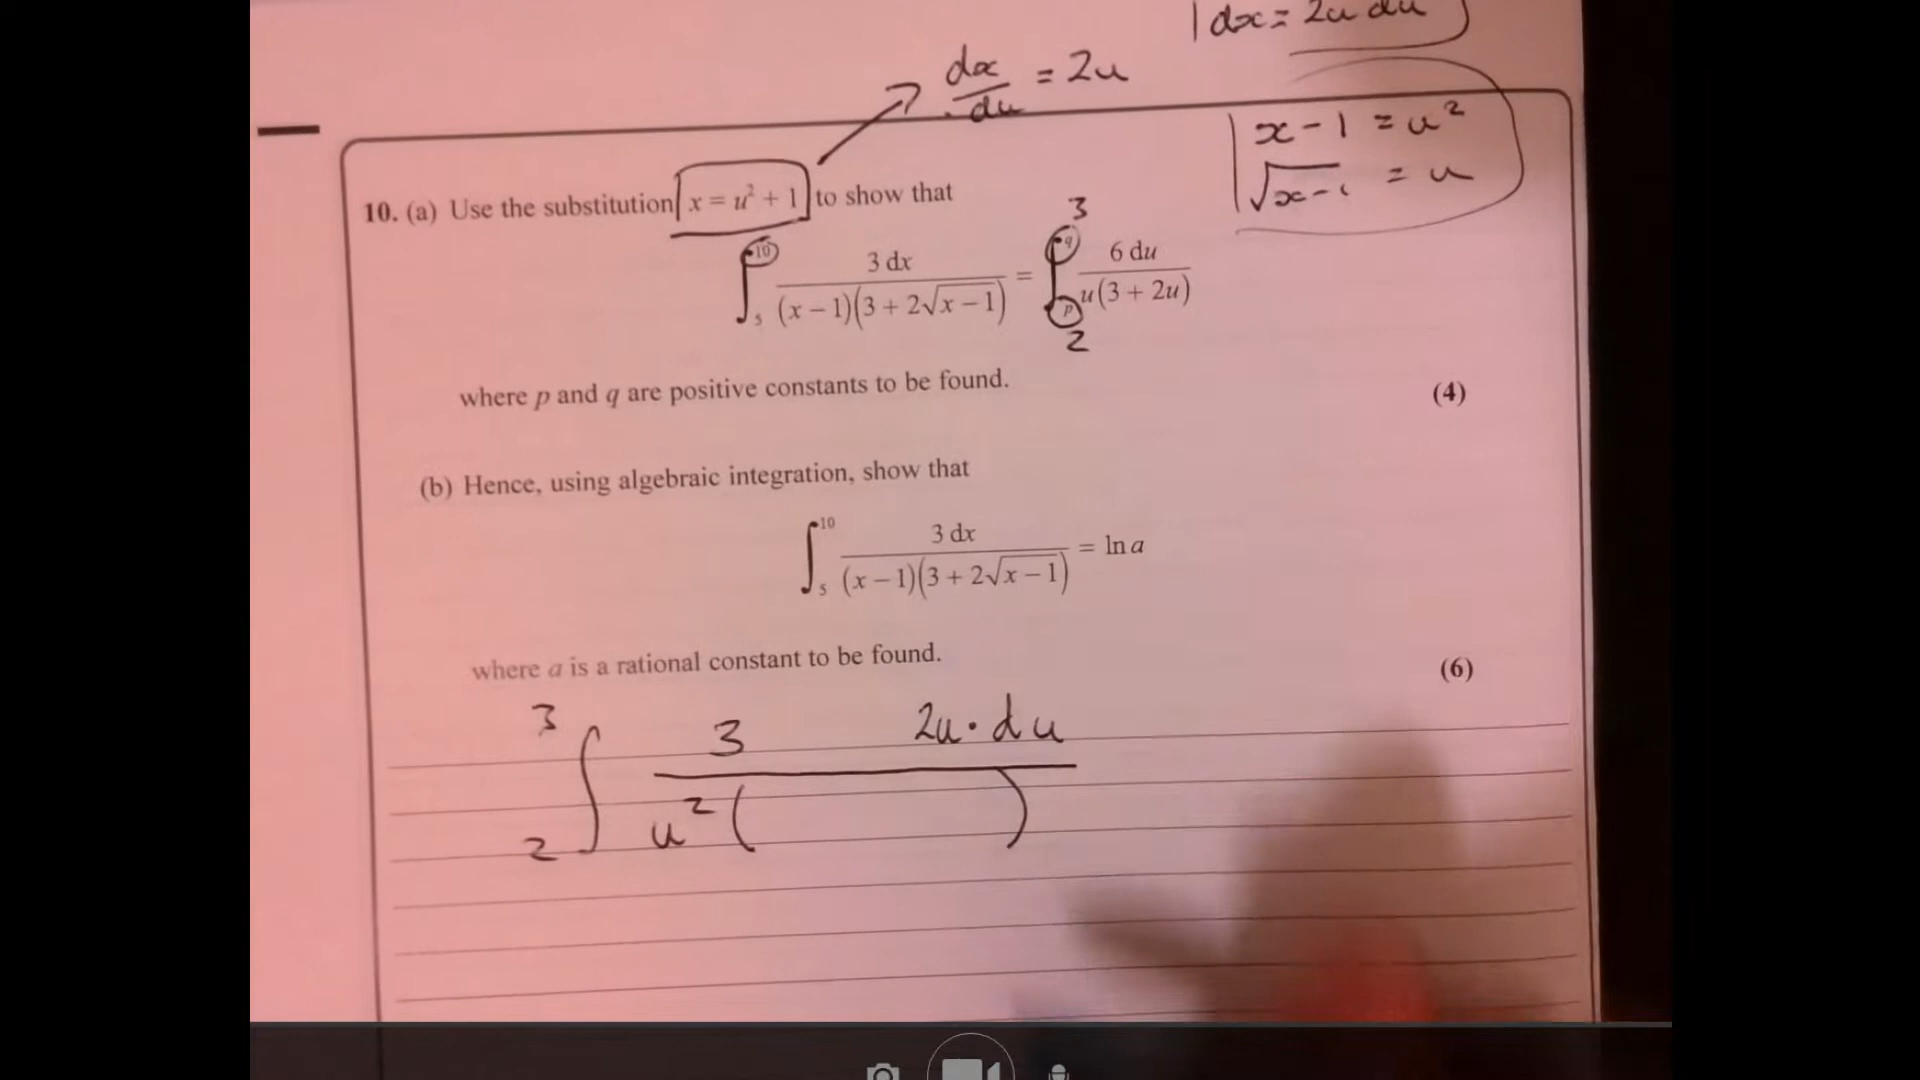 dx = 2u du
dx/du = 2u
x - 1 = u²
√x-1 = u
10. (a) Use the substitution x = u² + 1 to show that
3
∫₅¹⁰ 3 dx / (x – 1)(3 + 2√x – 1) = ∫ₚ^q 6 du / u(3 + 2u)
2
where p and q are positive constants to be found.
(4)
(b) Hence, using algebraic integration, show that
∫₅¹⁰ 3 dx / (x – 1)(3 + 2√x – 1) = ln a
where a is a rational constant to be found.
(6)
∫₂³ 3 2u · du / u² ( )